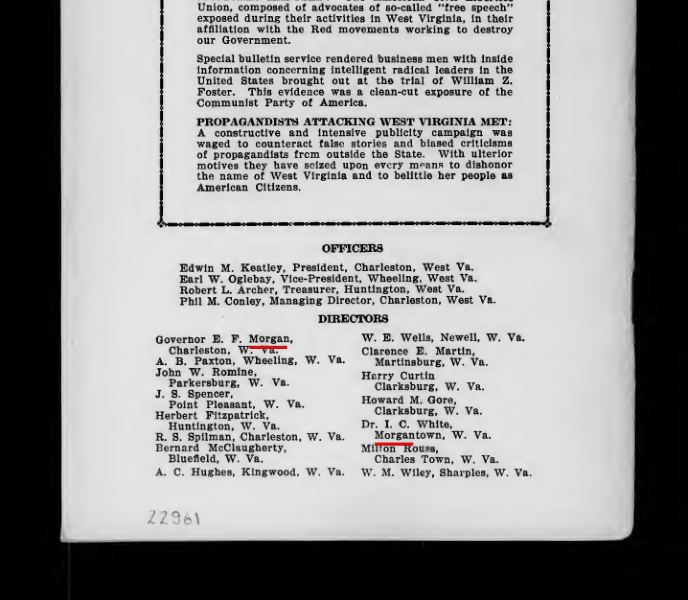 Union, composed of advocates of so-called "free speech"
exposed during their activities in West Virginia, in their
affiliation with the Red movements working to destroy
our Government.
Special bulletin service rendered business men with inside
information concerning intelligent radical leaders in the
United States brought out at the trial of William Z.
Foster. This evidence was a clean-cut exposure of the
Communist Party of America.
PROPAGANDISTS ATTACKING WEST VIRGINIA MET:
A constructive and intensive publicity campaign was
waged to counteract false stories and biased criticisms
of propagandists from outside the State. With ulterior
motives they have seized upon every means to dishonor
the name of West Virginia and to belittle her people as
American Citizens.
OFFICERS
Edwin M. Keatley, President, Charleston, West Va.
Earl W. Oglebay, Vice-President, Wheeling, West Va.
Robert L. Archer, Treasurer, Huntington, West Va.
Phil M. Conley, Managing Director, Charleston, West Va.
DIRECTORS
Governor E. F. Morgan,
Charleston, W. Va.
A. B. Paxton, Wheeling, W. Va.
John W. Romine,
Parkersburg, W. Va.
J. S. Spencer,
Point Pleasant, W. Va.
Herbert Fitzpatrick,
Huntington, W. Va.
R. S. Spilman, Charleston, W. Va.
Bernard McClaugherty,
Bluefield, W. Va.
A. C. Hughes, Kingwood, W. Va.
W. E. Wells, Newell, W. Va.
Clarence E. Martin,
Martinsburg, W. Va.
Harry Curtin
Clarksburg, W. Va.
Howard M. Gore,
Clarksburg, W. Va.
Dr. I. C. White,
Morgantown, W. Va.
Milton Rouss,
Charles Town, W. Va.
W. M. Wiley, Sharples, W. Va.
22961